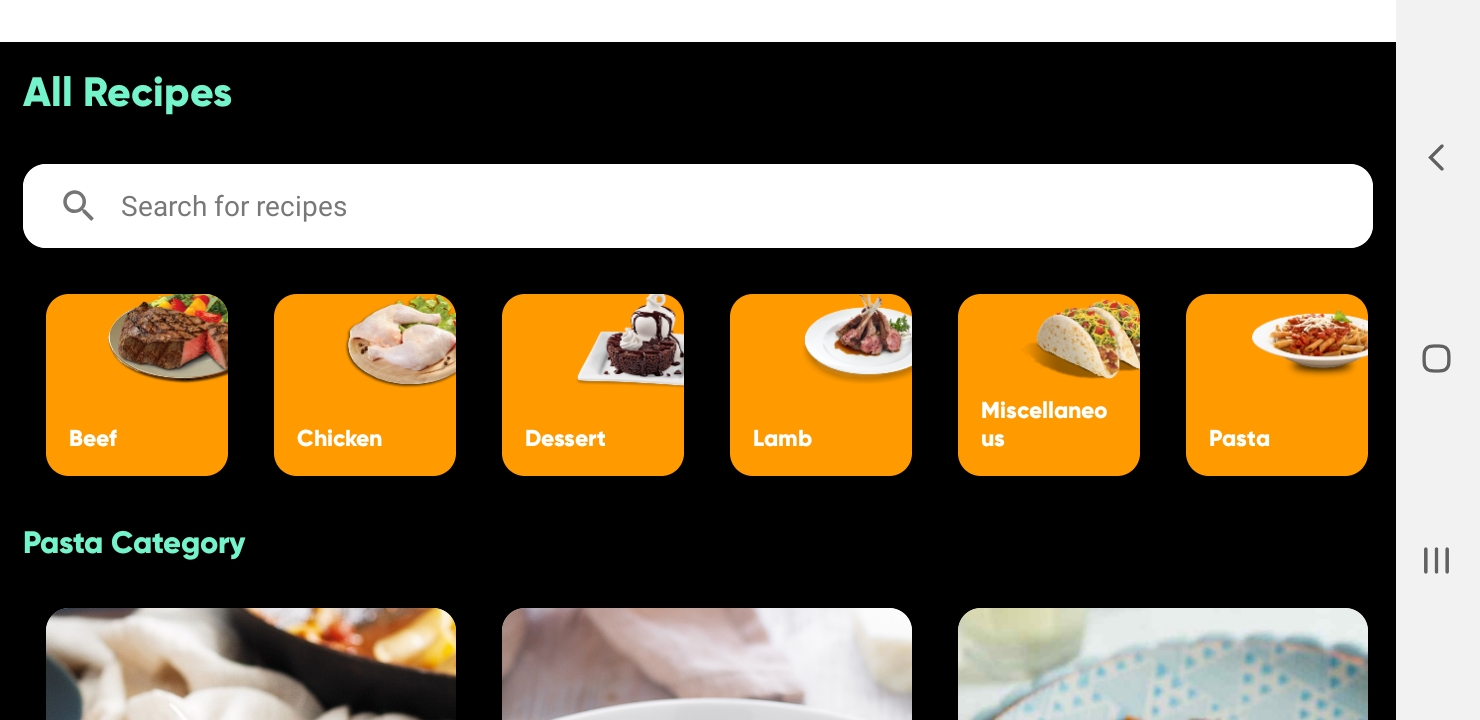 All Recipes
Search for recipes
Beef
Chicken
Dessert
Lamb
Miscellaneo
us
Pasta
Pasta Category